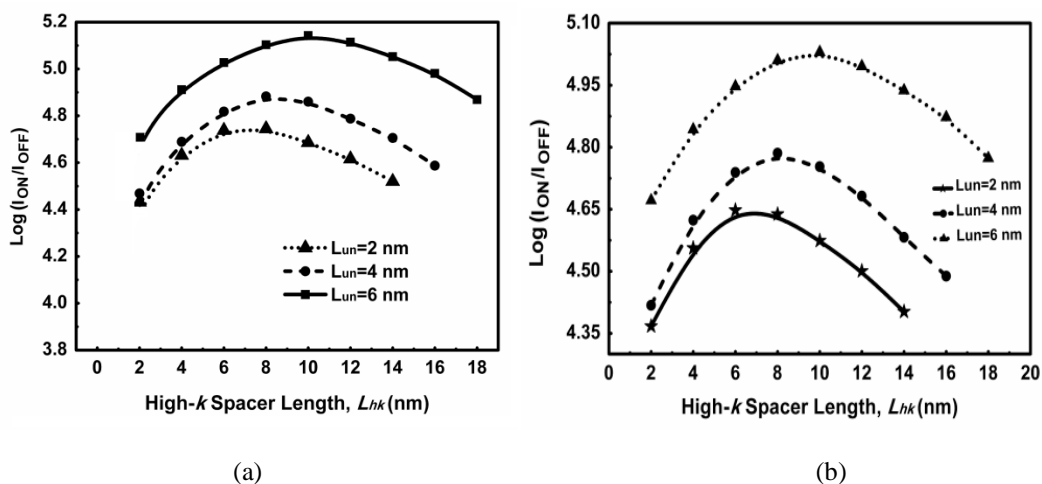 5.2
5.0
4.8
4.6
4.4
4.2
4.0
3.8
Log (ION/IOFF)
0 2 4 6 8 10 12 14 16 18
High-k Spacer Length, Lhk (nm)
Lun=2 nm
Lun=4 nm
Lun=6 nm
(a)
5.10
4.95
4.80
4.65
4.50
4.35
Log (ION/IOFF)
0 2 4 6 8 10 12 14 16 18 20
High-k Spacer Length, Lhk (nm)
Lun=2 nm
Lun=4 nm
Lun=6 nm
(b)